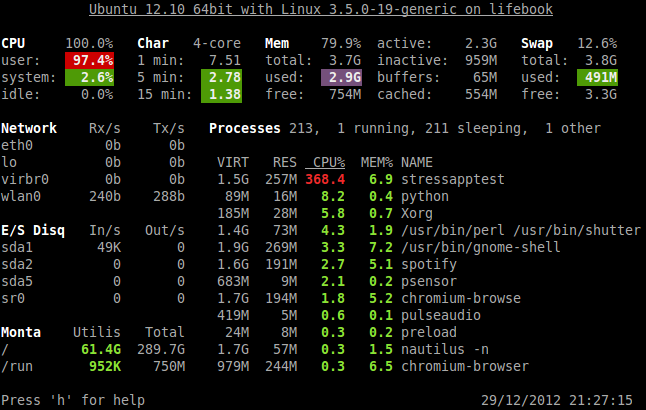 Ubuntu 12.10 64bit with Linux 3.5.0-19-generic on lifebook
CPU 100.0% Char 4-core Mem 79.9% active: 2.3G Swap 12.6%
user: 97.4% 1 min: 7.51 total: 3.7G inactive: 959M total: 3.8G
system: 2.6% 5 min: 2.78 used: 2.9G buffers: 65M used: 491M
idle: 0.0% 15 min: 1.38 free: 754M cached: 554M free: 3.3G
Network Rx/s Tx/s Processes 213, 1 running, 211 sleeping, 1 other
eth0 0b 0b
lo 0b 0b VIRT RES CPU% MEM% NAME
virbr0 0b 0b 1.5G 257M 368.4 6.9 stressapptest
wlan0 240b 288b 89M 16M 8.2 0.4 python
185M 28M 5.8 0.7 Xorg
E/S Disq In/s Out/s 1.4G 73M 4.3 1.9 /usr/bin/perl /usr/bin/shutter
sda1 49K 0 1.9G 269M 3.3 7.2 /usr/bin/gnome-shell
sda2 0 0 1.6G 191M 2.7 5.1 spotify
sda5 0 0 683M 9M 2.1 0.2 psensor
sr0 0 0 1.7G 194M 1.8 5.2 chromium-browse
419M 5M 0.6 0.1 pulseaudio
Monta Utilis Total 24M 8M 0.3 0.2 preload
/ 61.4G 289.7G 1.7G 57M 0.3 1.5 nautilus -n
/run 952K 750M 979M 244M 0.3 6.5 chromium-browser
Press 'h' for help 29/12/2012 21:27:15